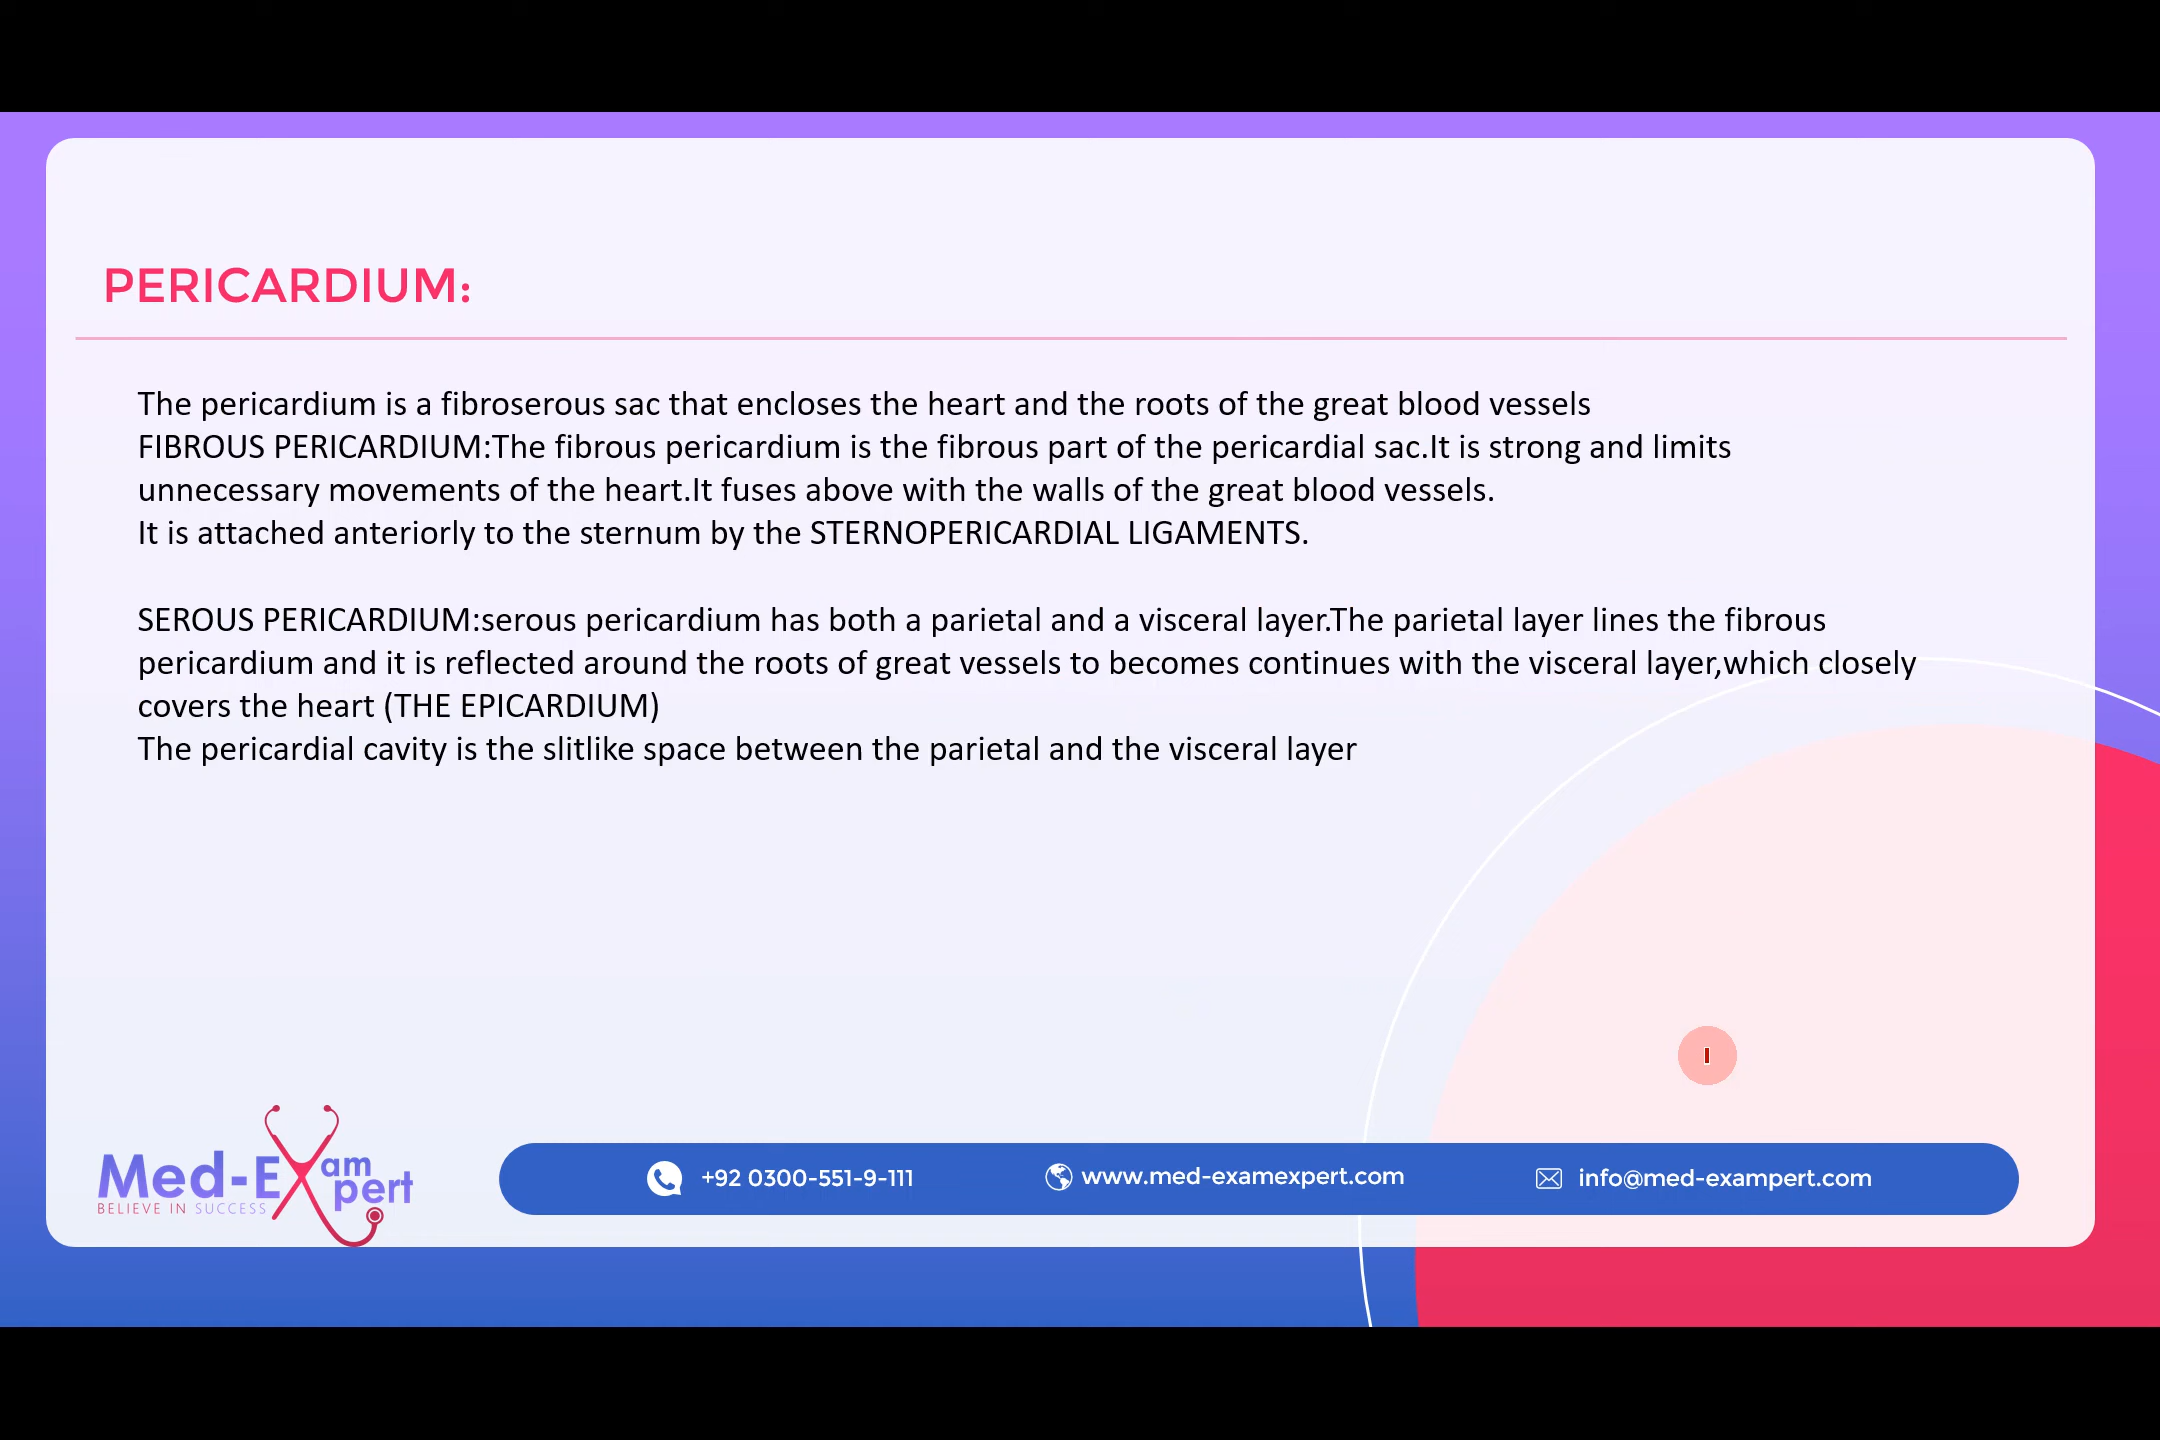 PERICARDIUM:
The pericardium is a fibroserous sac that encloses the heart and the roots of the great blood vessels
FIBROUS PERICARDIUM:The fibrous pericardium is the fibrous part of the pericardial sac.It is strong and limits
unnecessary movements of the heart.It fuses above with the walls of the great blood vessels.
It is attached anteriorly to the sternum by the STERNOPERICARDIAL LIGAMENTS.
SEROUS PERICARDIUM:serous pericardium has both a parietal and a visceral layer.The parietal layer lines the fibrous
pericardium and it is reflected around the roots of great vessels to becomes continues with the visceral layer,which closely
covers the heart (THE EPICARDIUM)
The pericardial cavity is the slitlike space between the parietal and the visceral layer
Med-Exam
pert
BELIEVE IN SUCCESS
+92 0300-551-9-111
www.med-examexpert.com
info@med-exampert.com